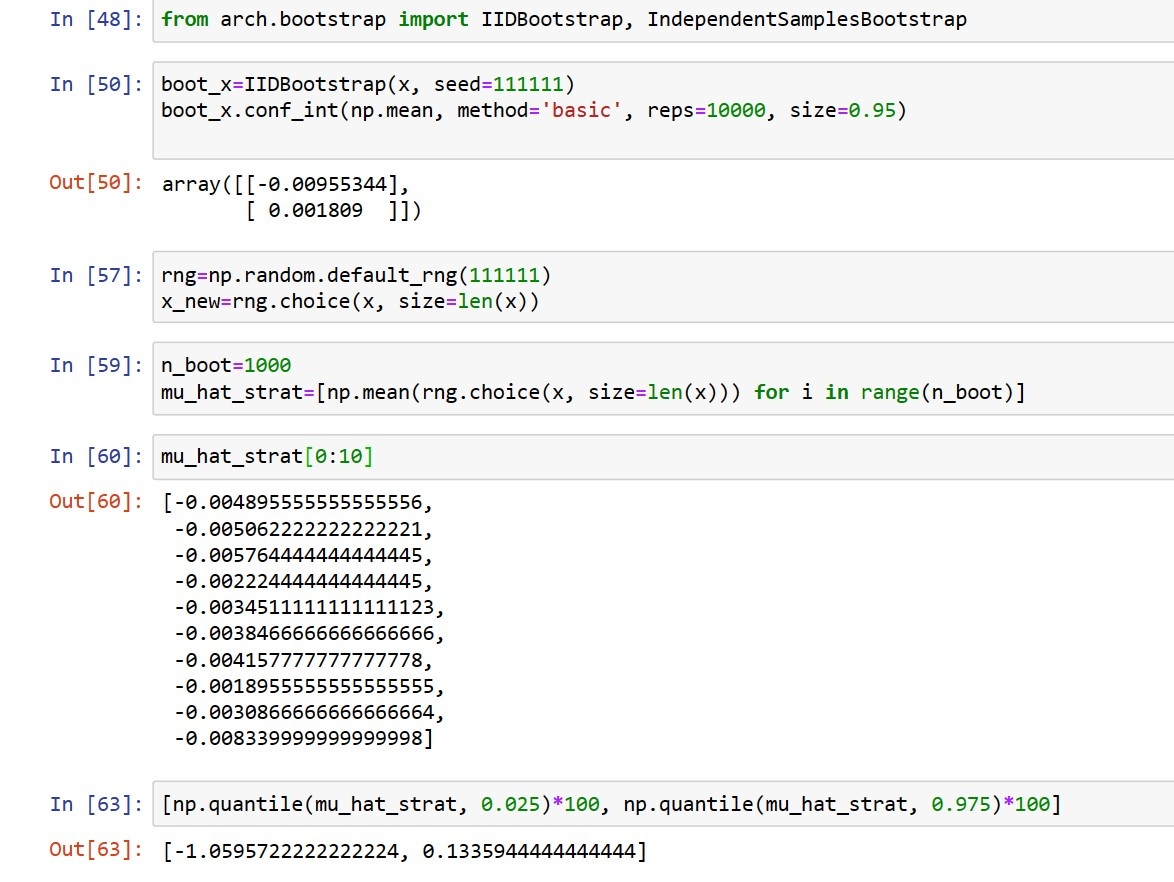 In [48]: from arch.bootstrap import IIDBootstrap, IndependentSamplesBootstrap
In [50]: boot_x=IIDBootstrap(x, seed=111111)
boot_x.conf_int(np.mean, method='basic', reps=10000, size=0.95)
Out[50]: array([[-0.00955344],
[ 0.001809  ]])
In [57]: rng=np.random.default_rng(111111)
x_new=rng.choice(x, size=len(x))
In [59]: n_boot=1000
mu_hat_strat=[np.mean(rng.choice(x, size=len(x))) for i in range(n_boot)]
In [60]: mu_hat_strat[0:10]
Out[60]: [-0.004895555555555556,
-0.005062222222222221,
-0.005764444444444445,
-0.002224444444444445,
-0.0034511111111111123,
-0.0038466666666666666,
-0.004157777777777778,
-0.0018955555555555555,
-0.0030866666666666664,
-0.008339999999999998]
In [63]: [np.quantile(mu_hat_strat, 0.025)*100, np.quantile(mu_hat_strat, 0.975)*100]
Out[63]: [-1.0595722222222224, 0.1335944444444444]